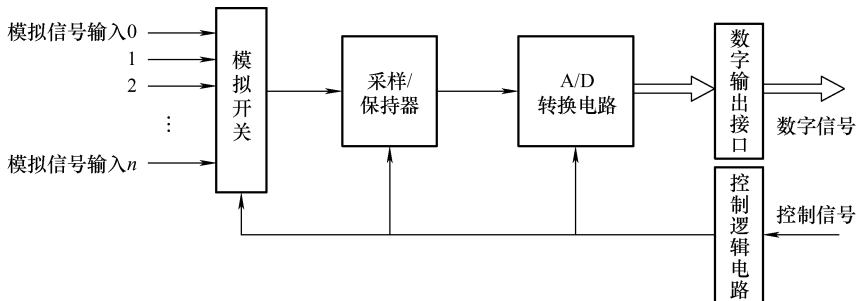 模拟信号输入0
1
2
⋮
模拟信号输入n
模拟开关
采样/
保持器
A/D
转换电路
数字输出接口
数字信号
控制逻辑电路
控制信号